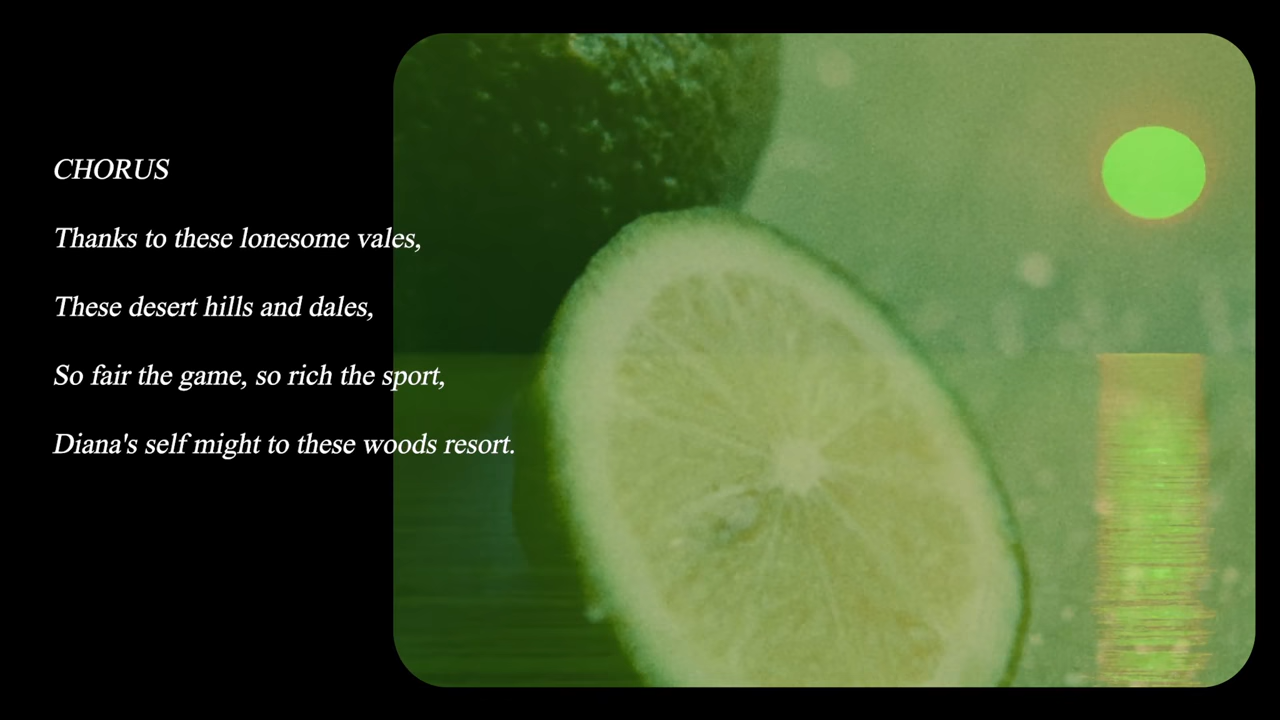 CHORUS
Thanks to these lonesome vales,
These desert hills and dales,
So fair the game, so rich the sport,
Diana's self might to these woods resort.